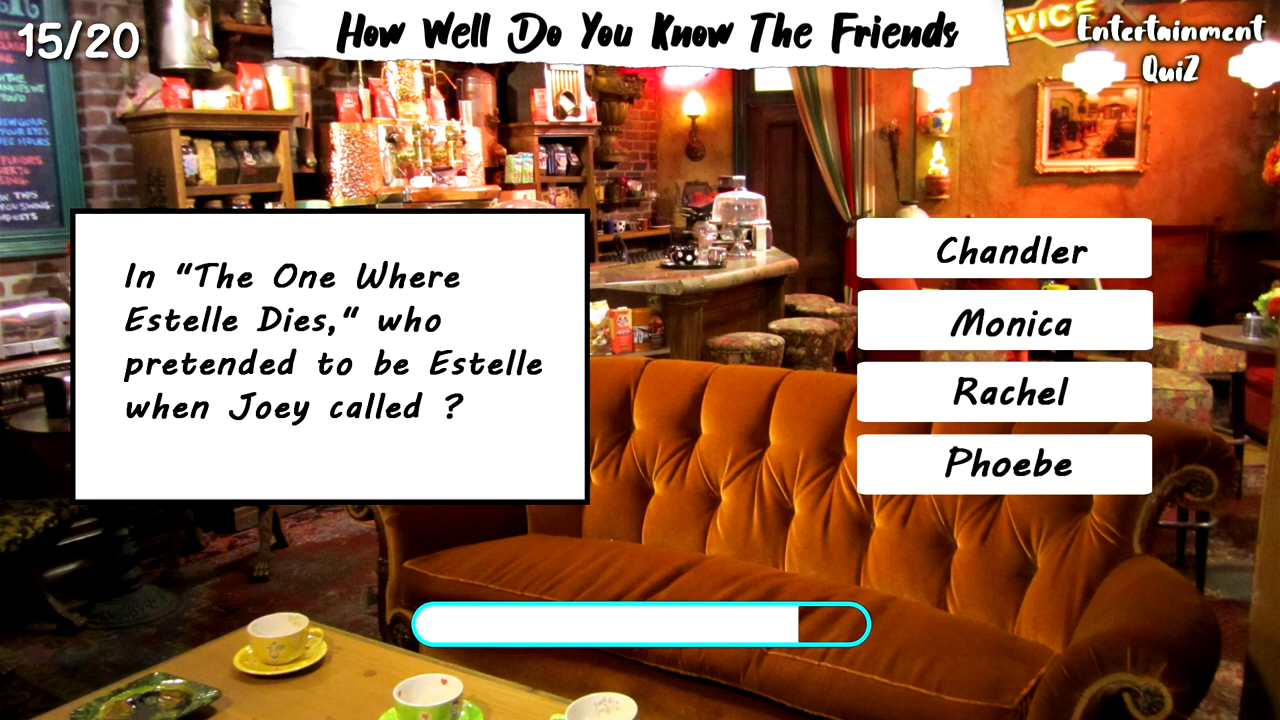 15/20
How Well Do You Know The Friends
RVICE
Entertainment
QuiZ
In “The One Where
Estelle Dies,“ who
pretended to be Estelle
when Joey called ?
Chandler
Monica
Rachel
Phoebe